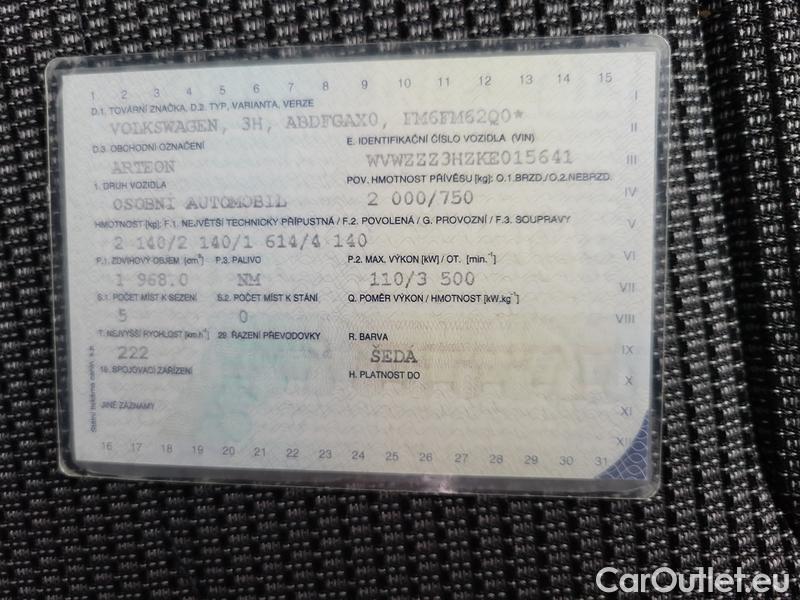 1 2 3 4 5 6 7 8 9 10 11 12 13 14 15
D.1. TOVÁRNÍ ZNAČKA, D.2. TYP, VARIANTA, VERZE
VOLKSWAGEN, 3H, ABDFGAX0, FM6FM62Q0*
D.3. OBCHODNÍ OZNAČENÍ
ARTEON
E. IDENTIFIKAČNÍ ČÍSLO VOZIDLA (VIN)
WVWZZZ3HZKE015641
1. DRUH VOZIDLA
OSOBNÍ AUTOMOBIL
POV. HMOTNOST PŘÍVĚSU [kg]: O.1.BRZD./O.2.NEBRZD.
2 000/750
HMOTNOST [kg]: F.1. NEJVĚTŠÍ TECHNICKY PŘÍPUSTNÁ / F.2. POVOLENÁ / G. PROVOZNÍ / F.3. SOUPRAVY
2 140/2 140/1 614/4 140
P.1. ZDVIHOVÝ OBJEM [cm³]
1 968.0
P.3. PALIVO
NM
P.2. MAX. VÝKON [kW] / OT. [min.⁻¹]
110/3 500
S.1. POČET MÍST K SEZENÍ
5
S.2. POČET MÍST K STÁNÍ
0
Q. POMĚR VÝKON / HMOTNOST [kW.kg⁻¹]
T. NEJVYŠŠÍ RYCHLOST [km.h⁻¹]
222
29. ŘAZENÍ PŘEVODOVKY
R. BARVA
ŠEDÁ
18. SPOJOVACÍ ZAŘÍZENÍ
H. PLATNOST DO
JINÉ ZÁZNAMY
16 17 18 19 20 21 22 23 24 25 26 27 28 29 30 31
I
II
III
IV
V
VI
VII
VIII
IX
X
XI
XII
Státní tiskárna cenin, s.p.
CarOutlet.eu